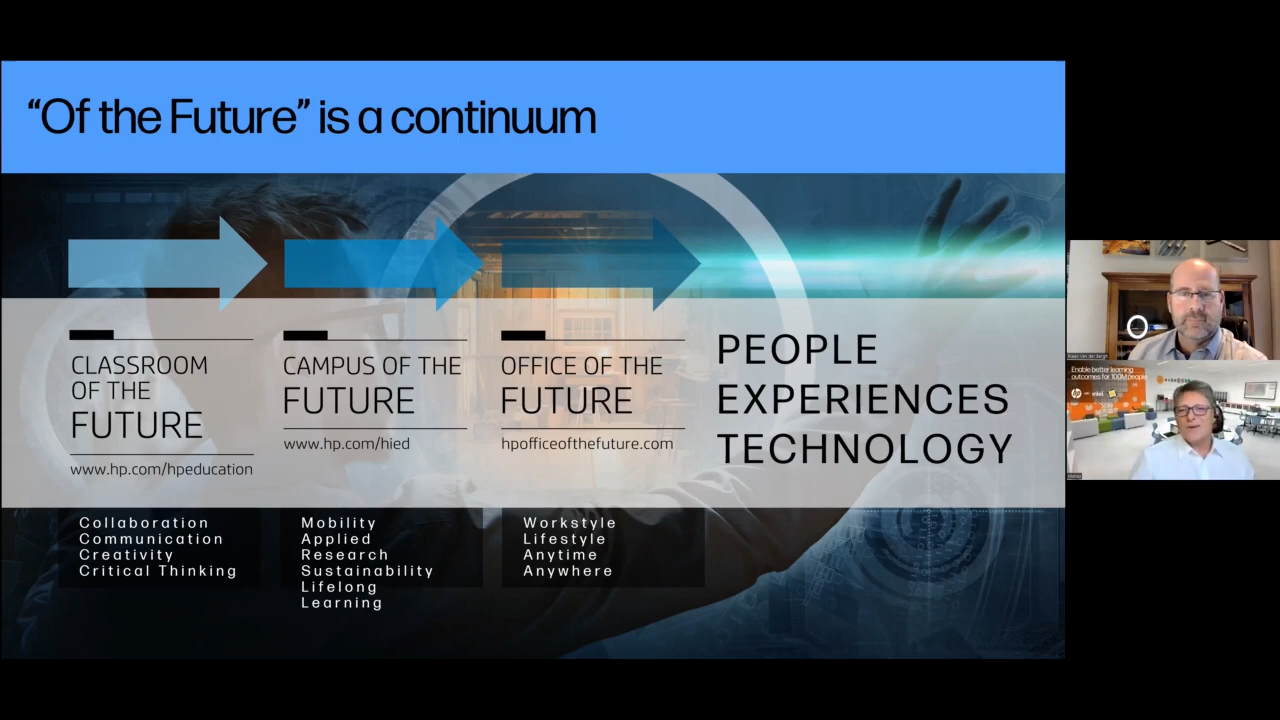 “Of the Future” is a continuum
CLASSROOM
OF THE
FUTURE
www.hp.com/hpeducation
CAMPUS OF THE
FUTURE
www.hp.com/hied
OFFICE OF THE
FUTURE
hpofficeofthefuture.com
PEOPLE
EXPERIENCES
TECHNOLOGY
Collaboration
Communication
Creativity
Critical Thinking
Mobility
Applied
Research
Sustainability
Lifelong
Learning
Workstyle
Lifestyle
Anytime
Anywhere
Enable better learning
outcomes for 100M people
hp
intel